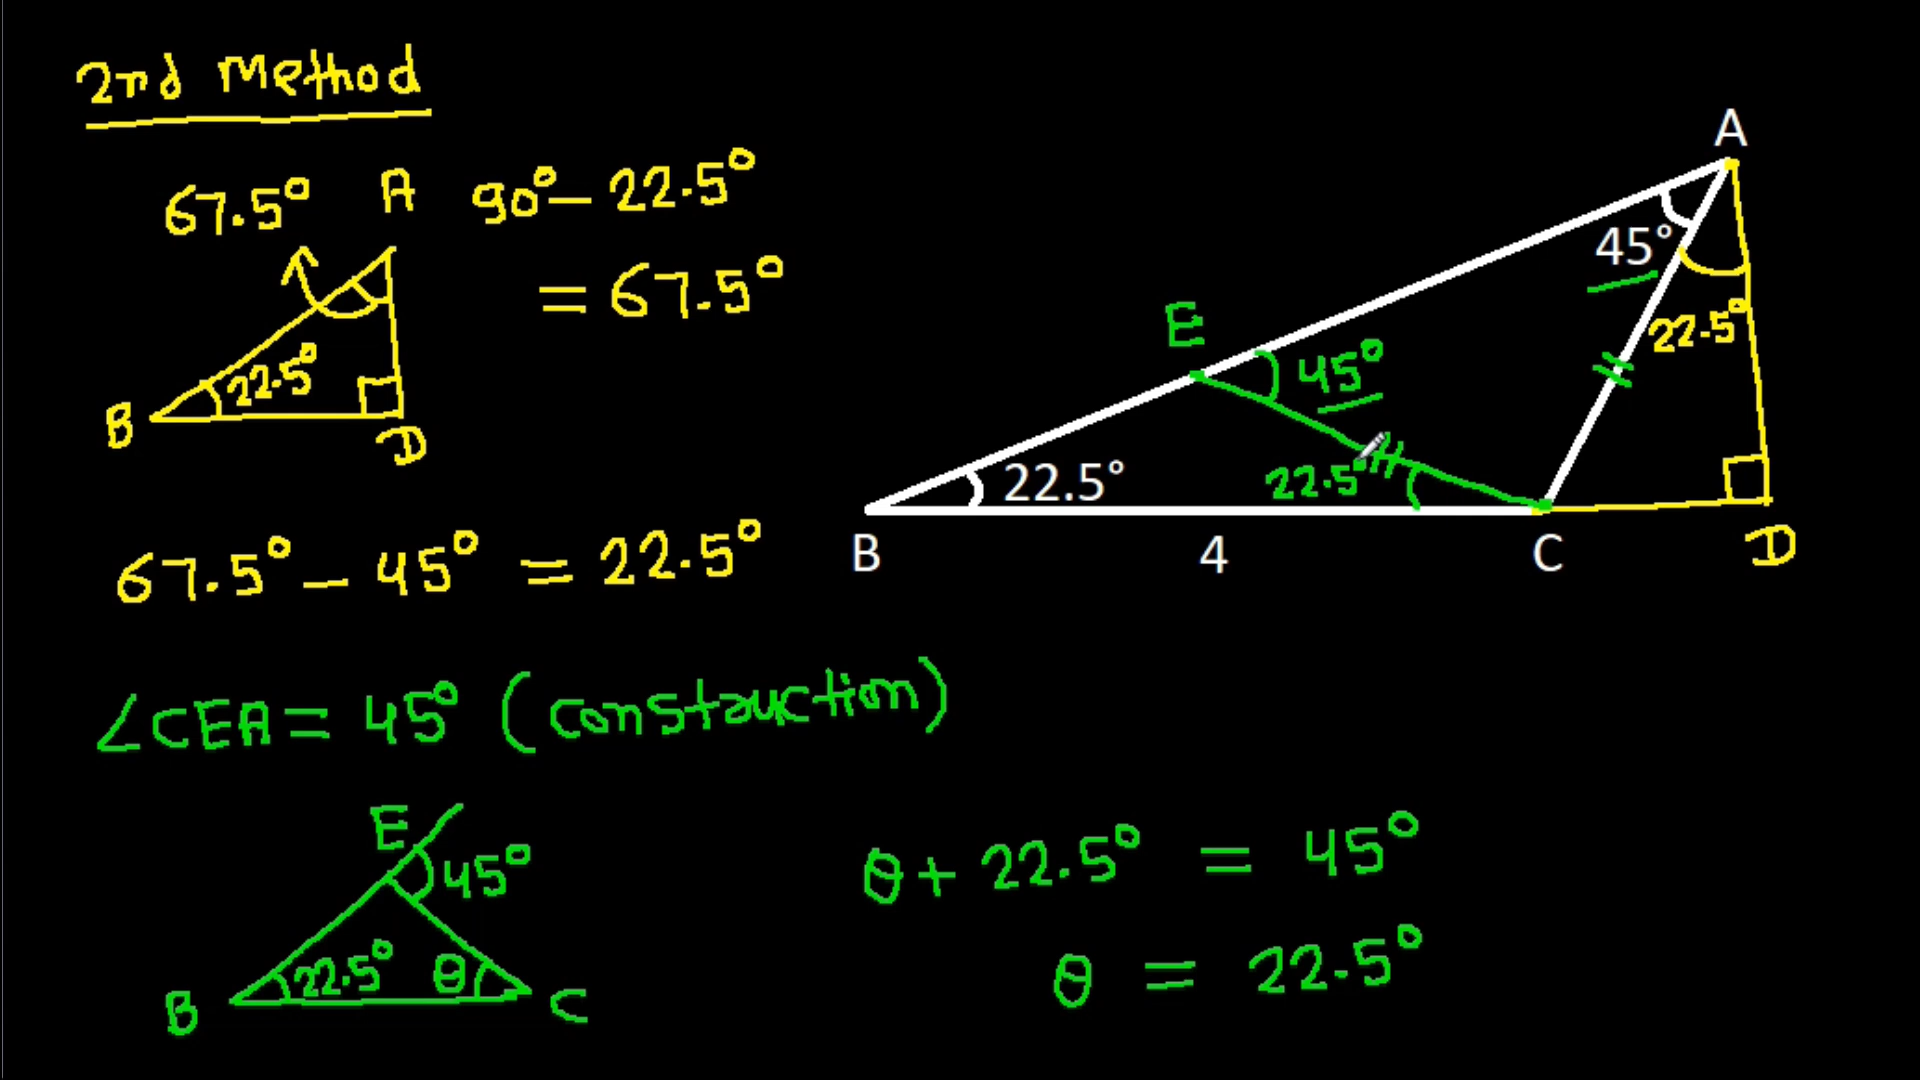 2nd Method
67.5° A 90° - 22.5°
= 67.5°
22.5°
B
D
67.5° - 45° = 22.5°
∠CEA = 45° (construction)
E
45°
22.5° θ
B C
θ + 22.5° = 45°
θ = 22.5°
A
45°
22.5°
E
45°
22.5°
22.5°
B 4 C D